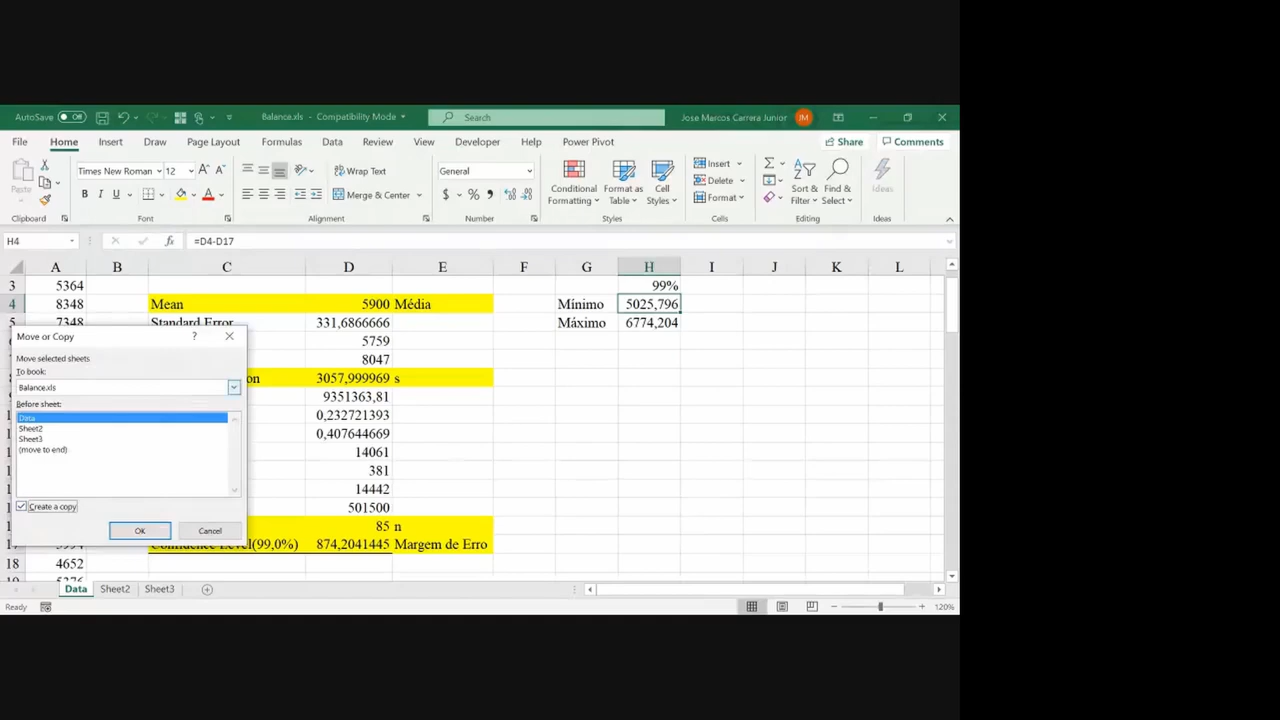 AutoSave Off Balance.xls - Compatibility Mode Search Jose Marcos Carrera Junior JM
File Home Insert Draw Page Layout Formulas Data Review View Developer Help Power Pivot Share Comments
Paste Times New Roman 12 A A Wrap Text General Conditional Formatting Format as Table Cell Styles Insert Delete Format Sort & Filter Find & Select Ideas
B I U A Merge & Center $ % 9
Clipboard Font Alignment Number Styles Cells Editing Ideas
H4 fx =D4-D17
A B C D E F G H I J K L
3 5364 99%
4 8348 Mean 5900 Média Mínimo 5025,796
5 7348 Standard Error 331,6866666 Máximo 6774,204
Move or Copy ? 5759
Move selected sheets 8047
To book: on 3057,999969 s
Balance.xls 9351363,81
Before sheet: 0,232721393
Data 0,407644669
Sheet2 14061
Sheet3 381
(move to end) 14442
Create a copy 501500
OK Cancel 85 n
17 Confidence Level(99,0%) 874,2041445 Margem de Erro
18 4652
19 5376
Data Sheet2 Sheet3
Ready 120%